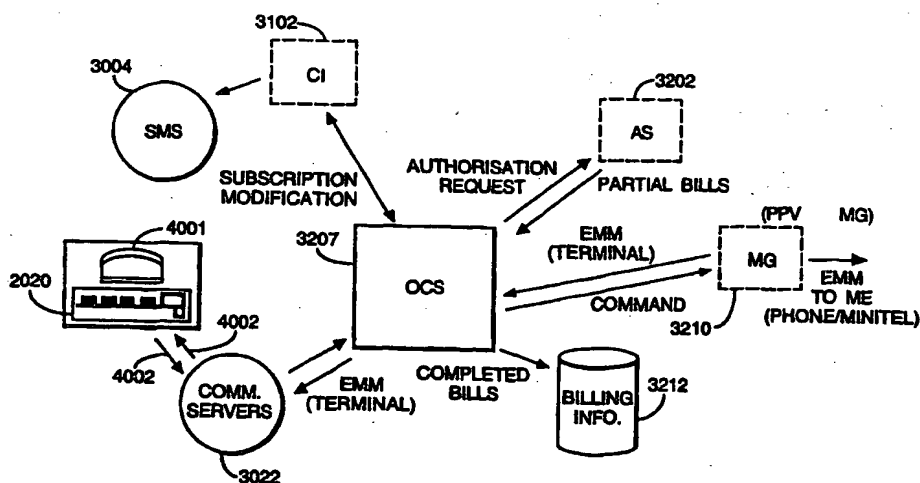 3102
3004
CI
SMS
3202
AS
SUBSCRIPTION
MODIFICATION
AUTHORISATION
REQUEST
PARTIAL BILLS
(PPV MG)
4001
3207
EMM
(TERMINAL)
MG
2020
OCS
COMMAND
EMM
TO ME
(PHONE/MINITEL)
3210
4002
4002
COMM.
SERVERS
EMM
(TERMINAL)
COMPLETED
BILLS
BILLING
INFO.
3212
3022